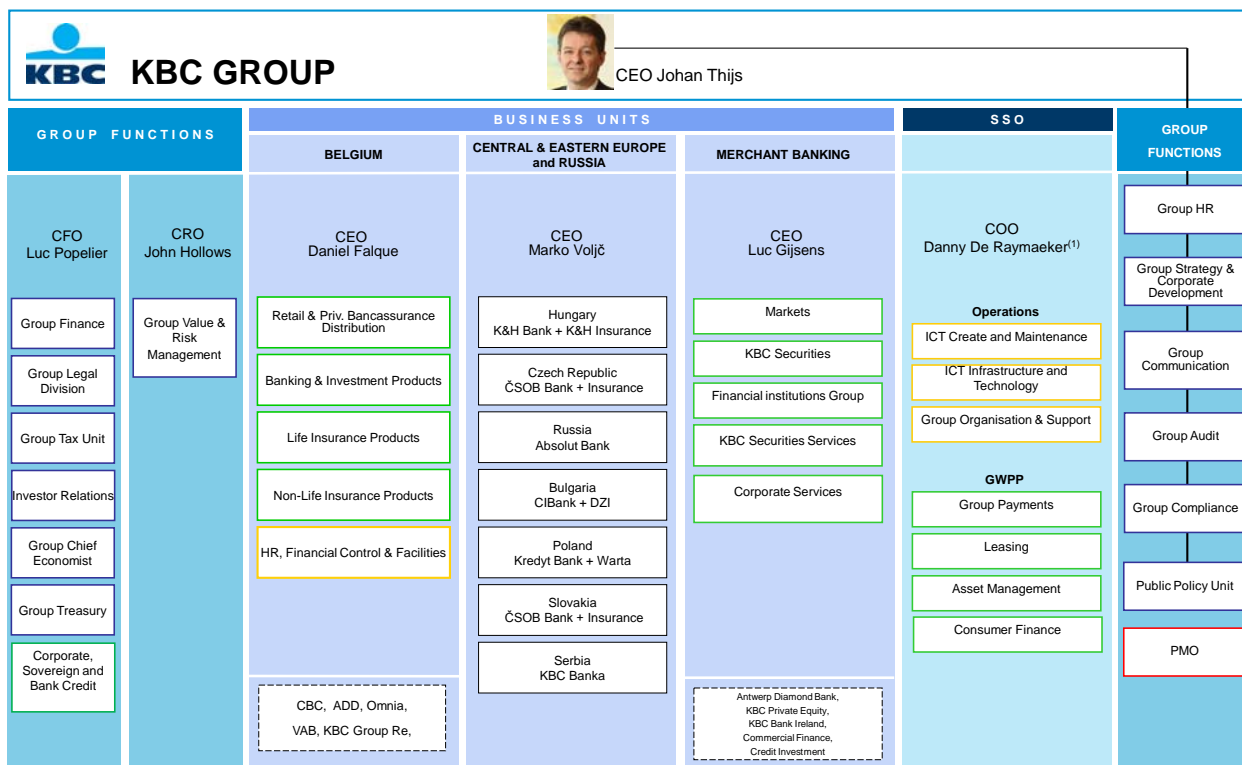 KBC
KBC GROUP
CEO Johan Thijs
GROUP FUNCTIONS
CFO
Luc Popelier
Group Finance
Group Legal
Division
Group Tax Unit
Investor Relations
Group Chief
Economist
Group Treasury
Corporate,
Sovereign and
Bank Credit
CRO
John Hollows
Group Value &
Risk
Management
BUSINESS UNITS
BELGIUM
CEO
Daniel Falque
Retail & Priv. Bancassurance
Distribution
Banking & Investment Products
Life Insurance Products
Non-Life Insurance Products
HR, Financial Control & Facilities
CBC, ADD, Omnia,
VAB, KBC Group Re,
CENTRAL & EASTERN EUROPE
and RUSSIA
CEO
Marko Voljč
Hungary
K&H Bank + K&H Insurance
Czech Republic
ČSOB Bank + Insurance
Russia
Absolut Bank
Bulgaria
CIBank + DZI
Poland
Kredyt Bank + Warta
Slovakia
ČSOB Bank + Insurance
Serbia
KBC Banka
MERCHANT BANKING
CEO
Luc Gijsens
Markets
KBC Securities
Financial institutions Group
KBC Securities Services
Corporate Services
Antwerp Diamond Bank,
KBC Private Equity,
KBC Bank Ireland,
Commercial Finance,
Credit Investment
SSO
COO
Danny De Raymaeker(1)
Operations
ICT Create and Maintenance
ICT Infrastructure and
Technology
Group Organisation & Support
GWPP
Group Payments
Leasing
Asset Management
Consumer Finance
GROUP
FUNCTIONS
Group HR
Group Strategy &
Corporate
Development
Group
Communication
Group Audit
Group Compliance
Public Policy Unit
PMO